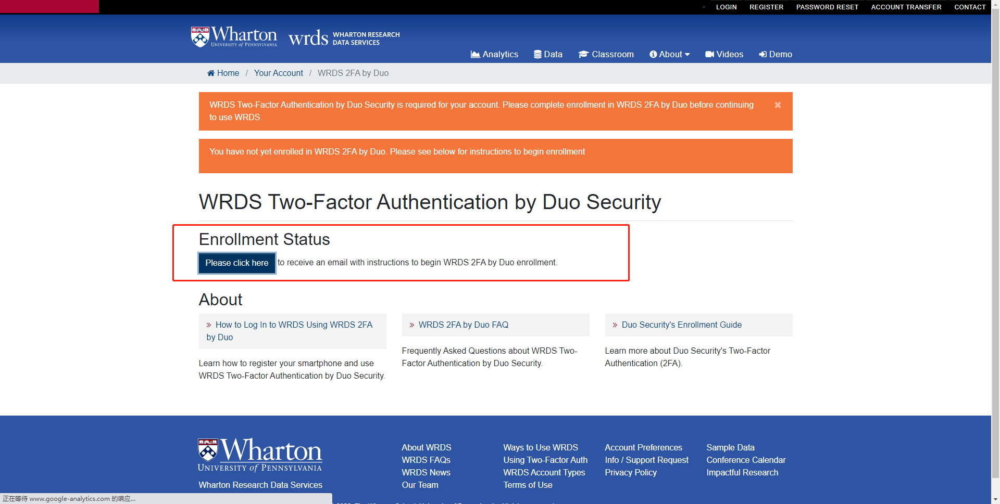 LOGIN REGISTER PASSWORD RESET ACCOUNT TRANSFER CONTACT
Wharton
UNIVERSITY of PENNSYLVANIA
wrds WHARTON RESEARCH
DATA SERVICES
Analytics Data Classroom About Videos Demo
Home / Your Account / WRDS 2FA by Duo
WRDS Two-Factor Authentication by Duo Security is required for your account. Please complete enrollment in WRDS 2FA by Duo before continuing
to use WRDS.
You have not yet enrolled in WRDS 2FA by Duo. Please see below for instructions to begin enrollment
WRDS Two-Factor Authentication by Duo Security
Enrollment Status
Please click here to receive an email with instructions to begin WRDS 2FA by Duo enrollment.
About
» How to Log In to WRDS Using WRDS 2FA
by Duo
Learn how to register your smartphone and use
WRDS Two-Factor Authentication by Duo Security.
» WRDS 2FA by Duo FAQ
Frequently Asked Questions about WRDS Two-
Factor Authentication by Duo Security.
» Duo Security's Enrollment Guide
Learn more about Duo Security's Two-Factor
Authentication (2FA).
Wharton
UNIVERSITY of PENNSYLVANIA
Wharton Research Data Services
About WRDS
WRDS FAQs
WRDS News
Our Team
Ways to Use WRDS
Using Two-Factor Auth
WRDS Account Types
Terms of Use
Account Preferences
Info / Support Request
Privacy Policy
Sample Data
Conference Calendar
Impactful Research
正在等待 www.google-analytics.com 的响应...